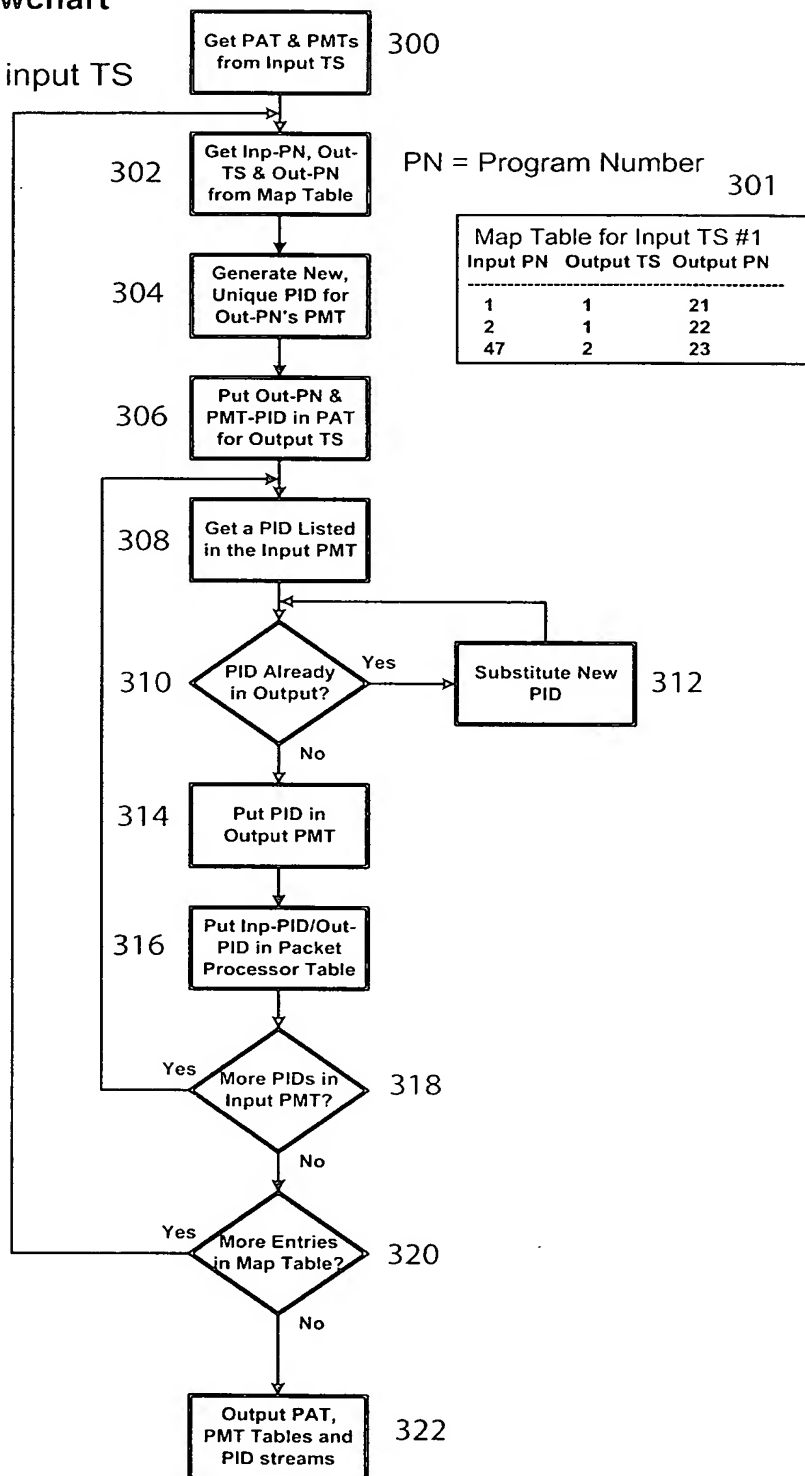 Get PAT & PMTs
from Input TS
300
input TS
302
Get Inp-PN, Out-
TS & Out-PN
from Map Table
PN = Program Number
301
Map Table for Input TS #1
Input PN Output TS Output PN
1 1 21
2 1 22
47 2 23
304
Generate New,
Unique PID for
Out-PN's PMT
306
Put Out-PN &
PMT-PID in PAT
for Output TS
308
Get a PID Listed
in the Input PMT
310
PID Already
in Output?
Yes
Substitute New
PID
312
No
314
Put PID in
Output PMT
316
Put Inp-PID/Out-
PID in Packet
Processor Table
Yes
More PIDs in
Input PMT?
318
No
Yes
More Entries
in Map Table?
320
No
Output PAT,
PMT Tables and
PID streams
322